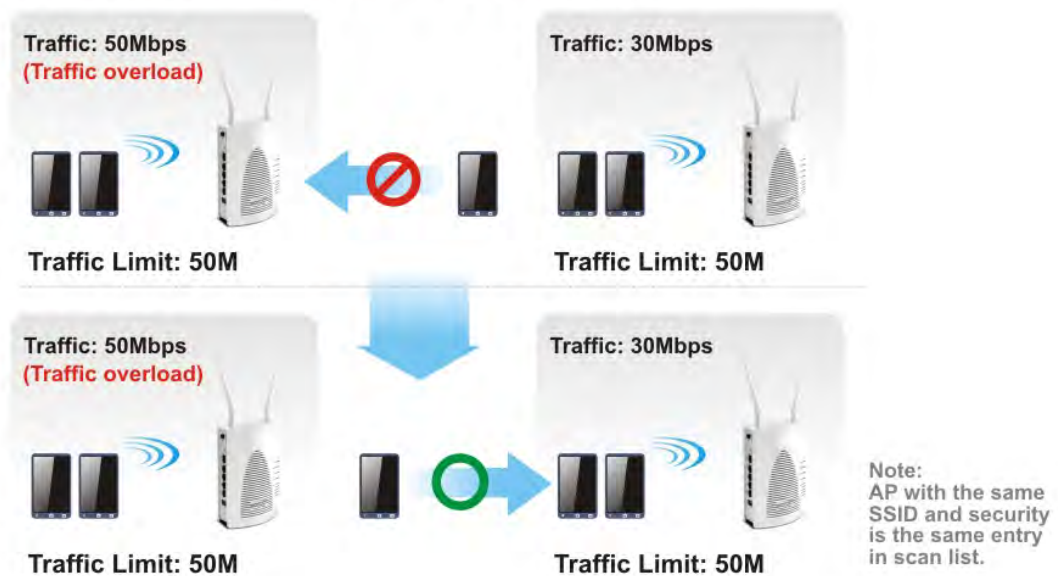 Traffic: 50Mbps
(Traffic overload)
Traffic: 30Mbps
Traffic Limit: 50M
Traffic Limit: 50M
Traffic: 50Mbps
(Traffic overload)
Traffic: 30Mbps
Note:
AP with the same
SSID and security
is the same entry
in scan list.
Traffic Limit: 50M
Traffic Limit: 50M